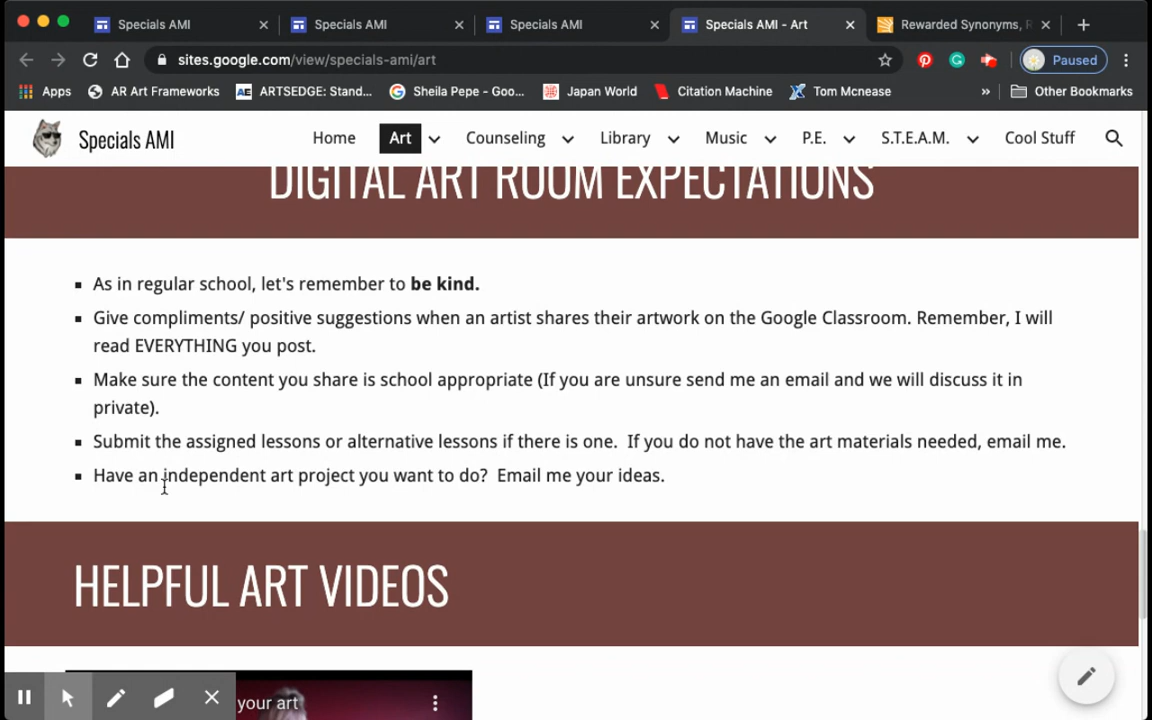 Specials AMI
Specials AMI
Specials AMI
Specials AMI - Art
Rewarded Synonyms,
sites.google.com/view/specials-ami/art
Paused
Apps
AR Art Frameworks
ARTSEDGE: Stand...
Sheila Pepe - Goo...
Japan World
Citation Machine
Tom Mcnease
»
Other Bookmarks
Specials AMI
Home
Art
Counseling
Library
Music
P.E.
S.T.E.A.M.
Cool Stuff
DIGITAL ART ROOM EXPECTATIONS
As in regular school, let's remember to be kind.
Give compliments/ positive suggestions when an artist shares their artwork on the Google Classroom. Remember, I will
read EVERYTHING you post.
Make sure the content you share is school appropriate (If you are unsure send me an email and we will discuss it in
private).
Submit the assigned lessons or alternative lessons if there is one. If you do not have the art materials needed, email me.
Have an independent art project you want to do? Email me your ideas.
HELPFUL ART VIDEOS
your art